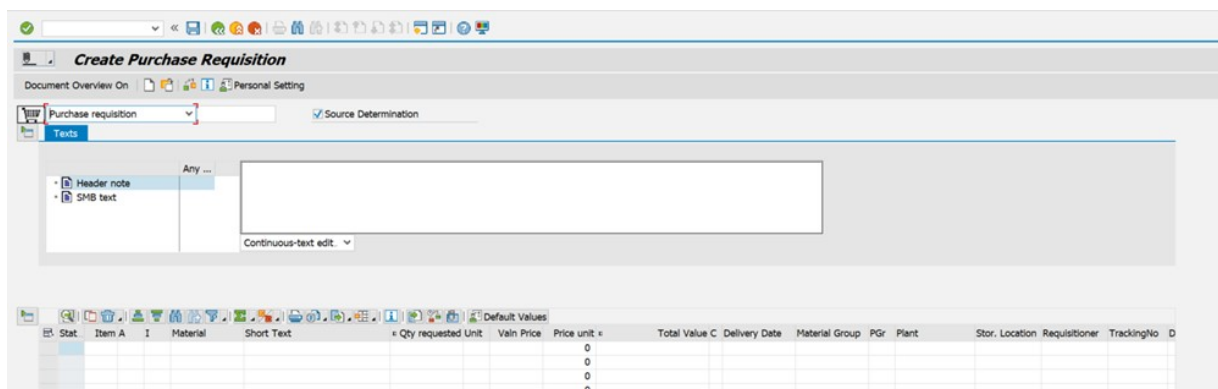 Create Purchase Requisition
Document Overview On Personal Setting
Purchase requisition Source Determination
Texts
Any ...
Header note
SMB text
Continuous-text edit.
Default Values
Stat Item A I Material Short Text Qty requested Unit Valn Price Price unit Total Value C Delivery Date Material Group PGr Plant Stor. Location Requisitioner TrackingNo D
0
0
0